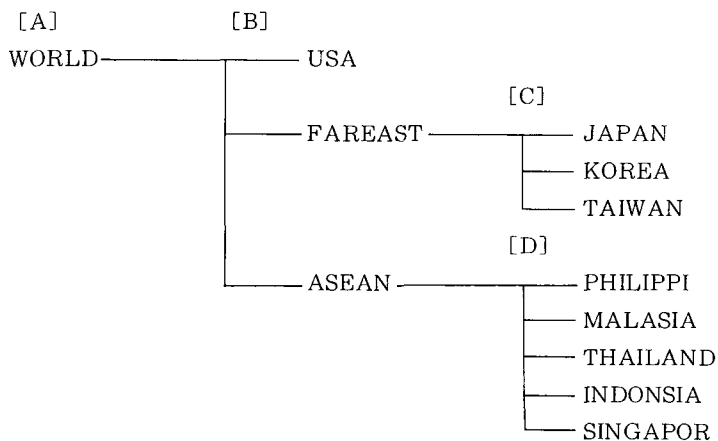 [A] [B]
WORLD USA
[C]
FAREAST JAPAN
KOREA
TAIWAN
[D]
ASEAN PHILIPPI
MALASIA
THAILAND
INDONSIA
SINGAPOR